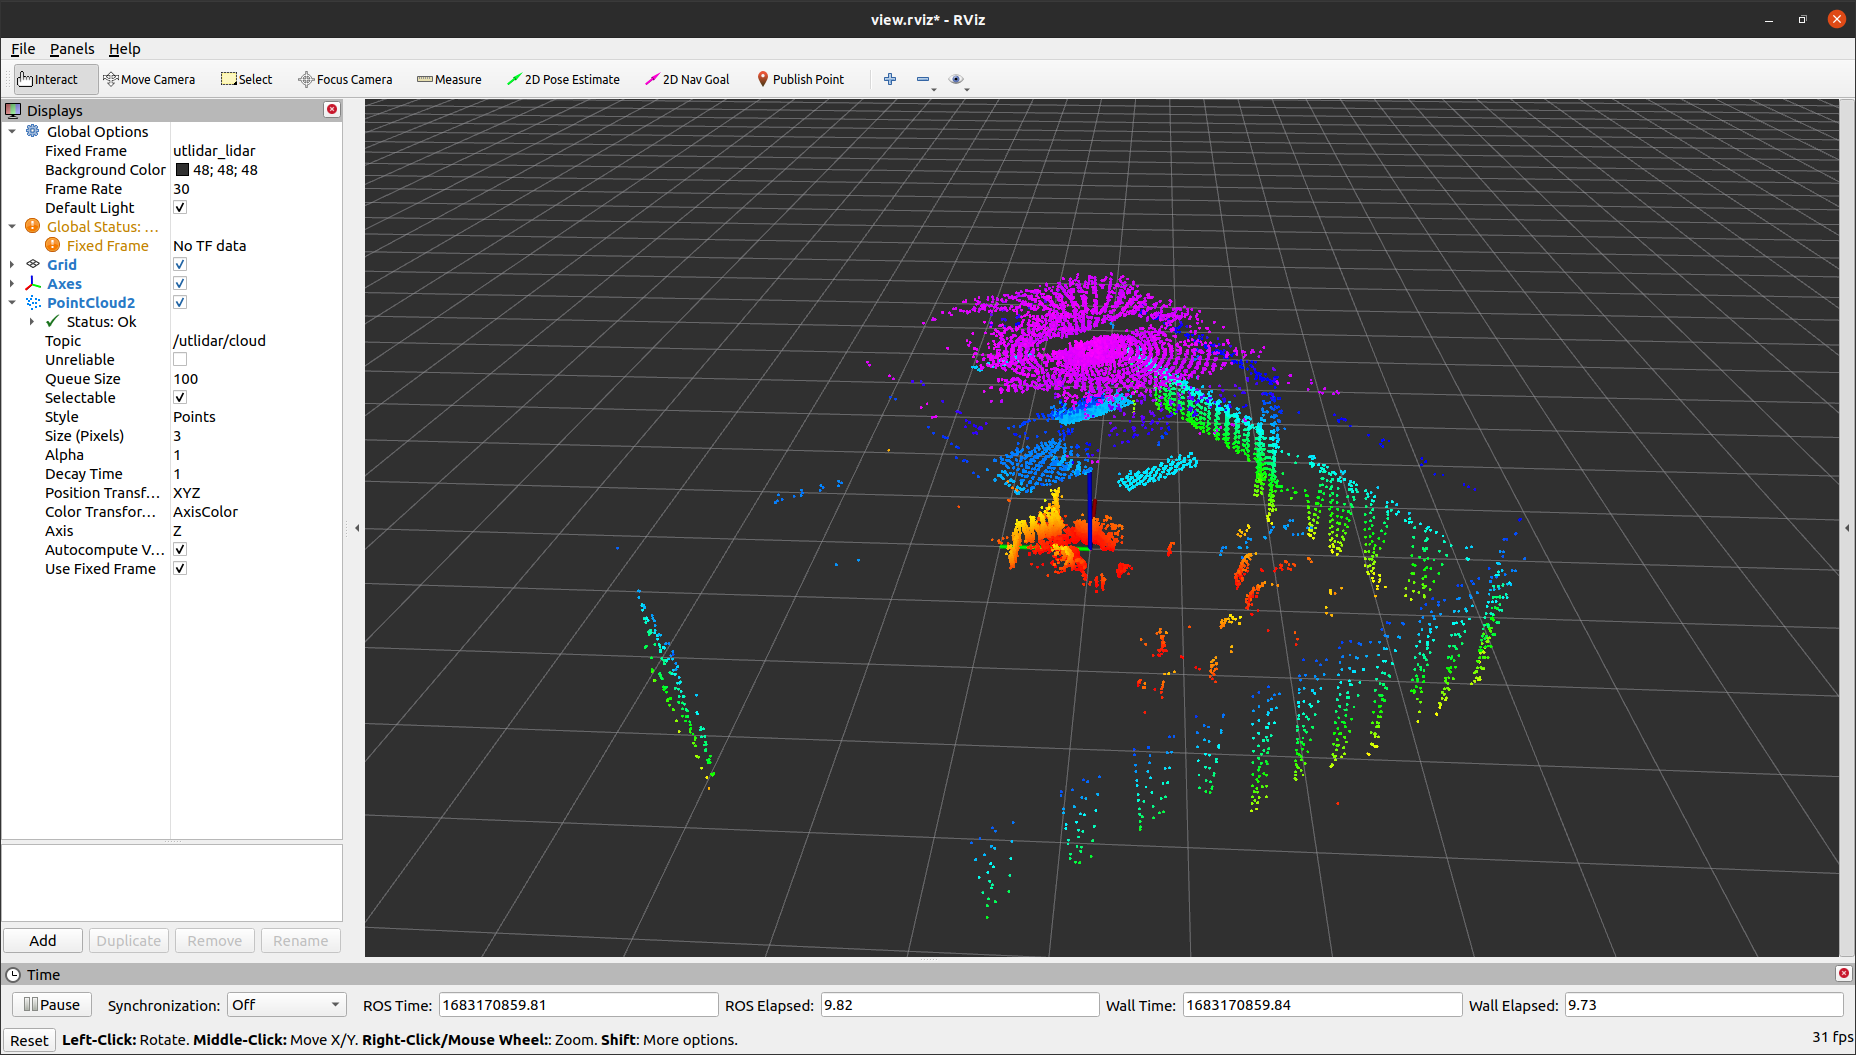 view.rviz* - RViz
File Panels Help
Interact Move Camera Select Focus Camera Measure 2D Pose Estimate 2D Nav Goal Publish Point
Displays
Global Options
Fixed Frame utlidar_lidar
Background Color 48; 48; 48
Frame Rate 30
Default Light
Global Status: ...
Fixed Frame No TF data
Grid
Axes
PointCloud2
Status: Ok
Topic /utlidar/cloud
Unreliable
Queue Size 100
Selectable
Style Points
Size (Pixels) 3
Alpha 1
Decay Time 1
Position Transf... XYZ
Color Transfor... AxisColor
Axis Z
Autocompute V...
Use Fixed Frame
Add Duplicate Remove Rename
Time
Pause Synchronization: Off ROS Time: 1683170859.81 ROS Elapsed: 9.82 Wall Time: 1683170859.84 Wall Elapsed: 9.73
Reset Left-Click: Rotate. Middle-Click: Move X/Y. Right-Click/Mouse Wheel:: Zoom. Shift: More options. 31 fps